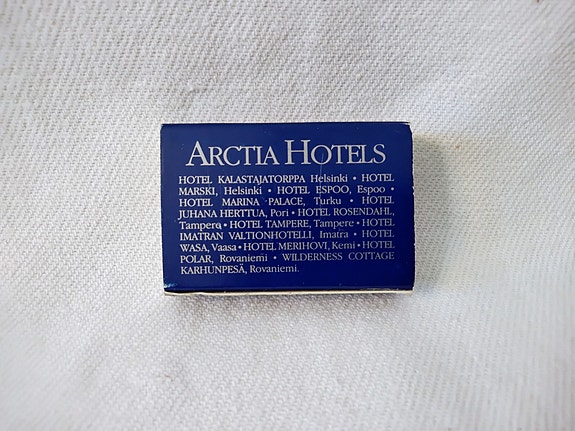 ARCTIA HOTELS
HOTEL KALASTAJATORPPA Helsinki • HOTEL
MARSKI, Helsinki • HOTEL ESPOO, Espoo •
HOTEL MARINA PALACE, Turku • HOTEL
JUHANA HERTTUA, Pori • HOTEL ROSENDAHL,
Tampere • HOTEL TAMPERE, Tampere • HOTEL
IMATRAN VALTIONHOTELLI, Imatra • HOTEL
WASA, Vaasa • HOTEL MERIHOVI, Kemi • HOTEL
POLAR, Rovaniemi • WILDERNESS COTTAGE
KARHUNPESÄ, Rovaniemi.